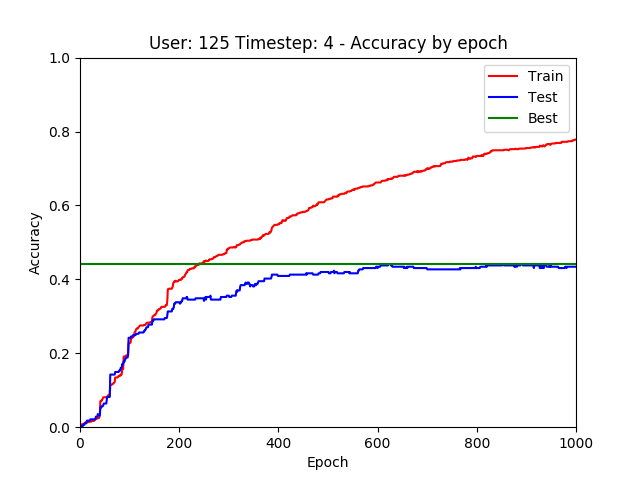 User: 125 Timestep: 4 - Accuracy by epoch
1.0
0.8
0.6
0.4
0.2
0.0
Accuracy
Train
Test
Best
0 200 400 600 800 1000
Epoch